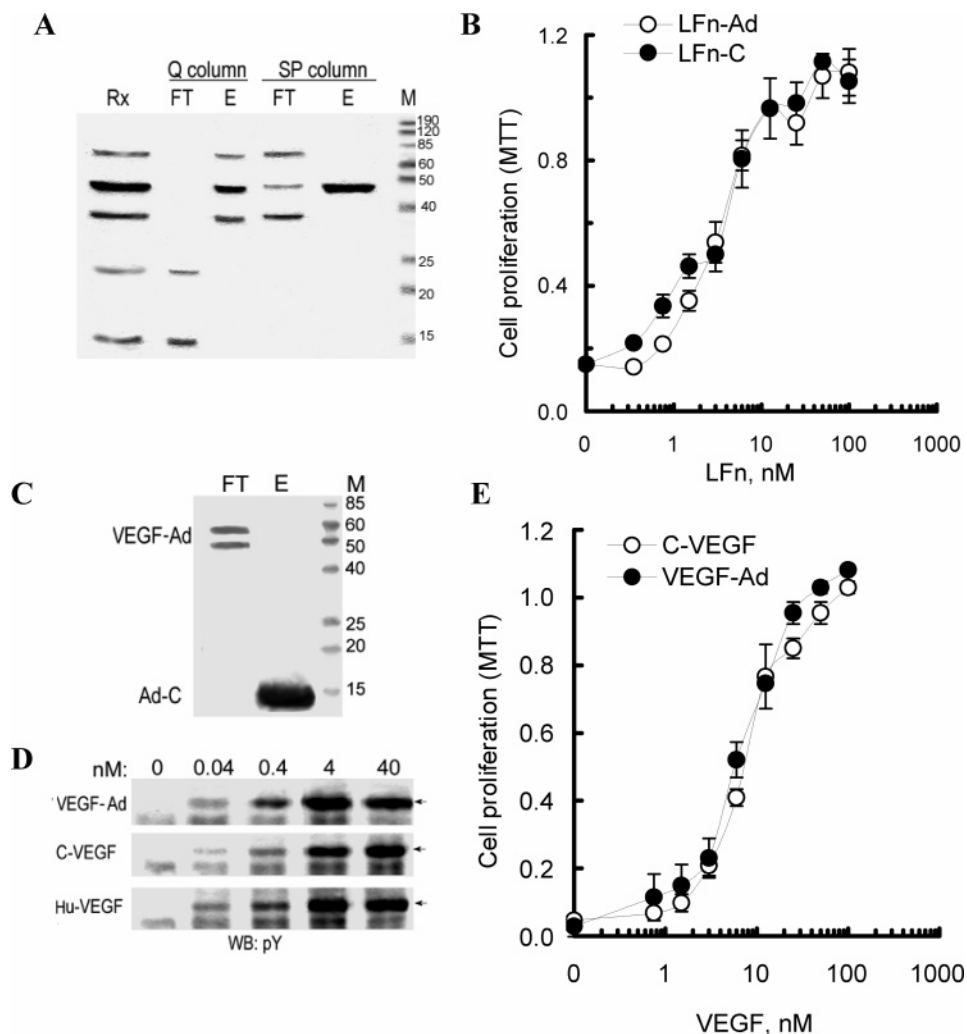 A
Q column SP column
Rx FT E FT E M
190
120
85
60
50
40
25
20
15
B
LFn-Ad
LFn-C
Cell proliferation (MTT)
1.2
0.8
0.4
0.0
0 1 10 100 1000
LFn, nM
C
FT E M
VEGF-Ad
Ad-C
85
60
50
40
25
20
15
D
nM: 0 0.04 0.4 4 40
VEGF-Ad
C-VEGF
Hu-VEGF
WB: pY
E
C-VEGF
VEGF-Ad
Cell proliferation (MTT)
1.2
1.0
0.8
0.6
0.4
0.2
0.0
0 1 10 100 1000
VEGF, nM